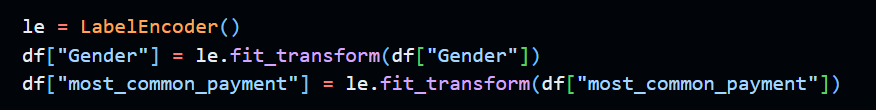 le = LabelEncoder()
df["Gender"] = le.fit_transform(df["Gender"])
df["most_common_payment"] = le.fit_transform(df["most_common_payment"])